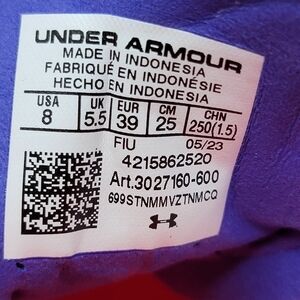 UNDER ARMOUR
MADE IN INDONESIA
FABRIQUÉ EN INDONÉSIE
HECHO EN INDONESIA
USA UK EUR CM CHN
8 5.5 39 25 250(1.5)
FIU 05/23
4215862520
Art.3027160-600
699STNMMVZTNMCQ